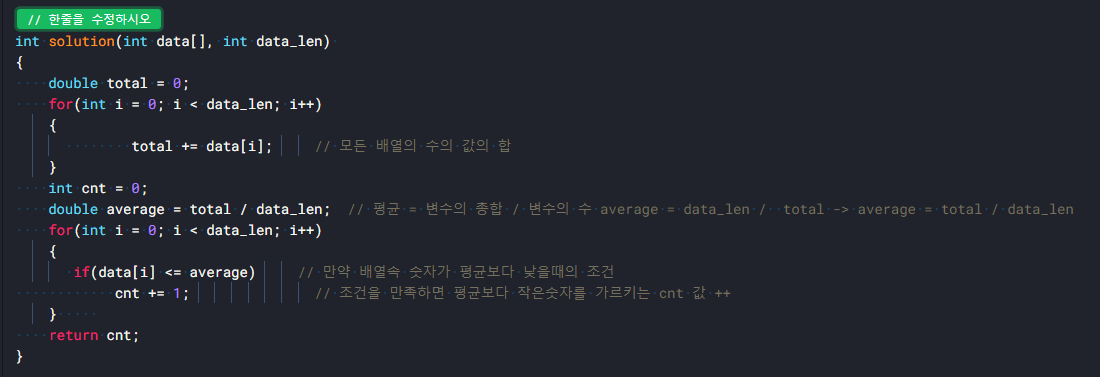 // 한줄을 수정하시오
int solution(int data[], int data_len)
{
    double total = 0;
    for(int i = 0; i < data_len; i++)
    {
              total += data[i];     // 모든 배열의 수의 값의 합
    }
    int cnt = 0;
    double average = total / data_len;  // 평균 = 변수의 종합 / 변수의 수 average = data_len /  total -> average = total / data_len
    for(int i = 0; i < data_len; i++)
    {
       if(data[i] <= average)     // 만약 배열속 숫자가 평균보다 낮을때의 조건
            cnt += 1;               // 조건을 만족하면 평균보다 작은숫자를 가르키는 cnt 값 ++
    }
    return cnt;
}